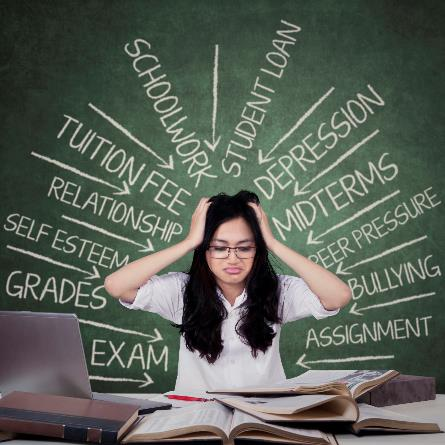 SCHOOLWORK
STUDENT LOAN
TUITION FEE
DEPRESSION
RELATIONSHIP
MIDTERMS
SELF ESTEEM
PEER PRESSURE
GRADES
BULLYING
EXAM
ASSIGNMENT